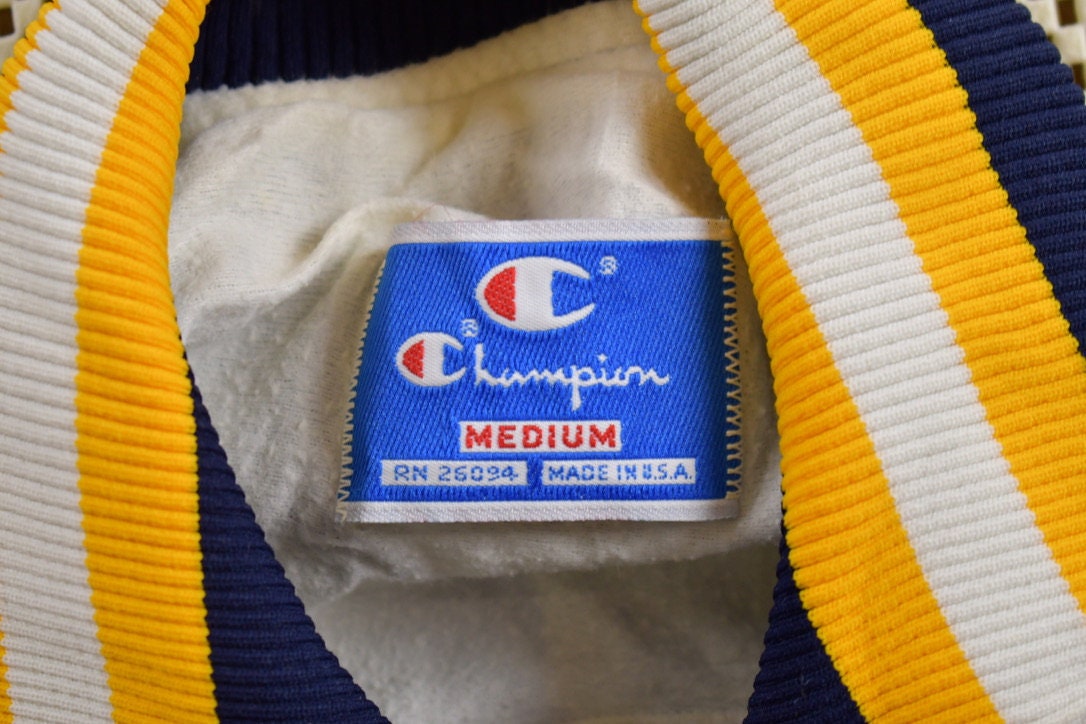 C®
C® Champion
MEDIUM
RN 26094 MADE IN U.S.A.